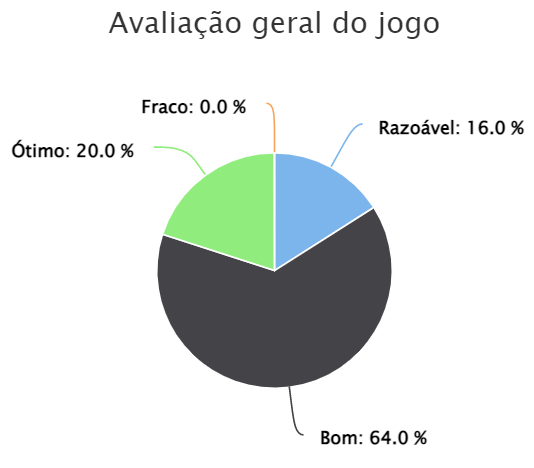 Avaliação geral do jogo
Fraco: 0.0 %
Razoável: 16.0 %
Ótimo: 20.0 %
Bom: 64.0 %